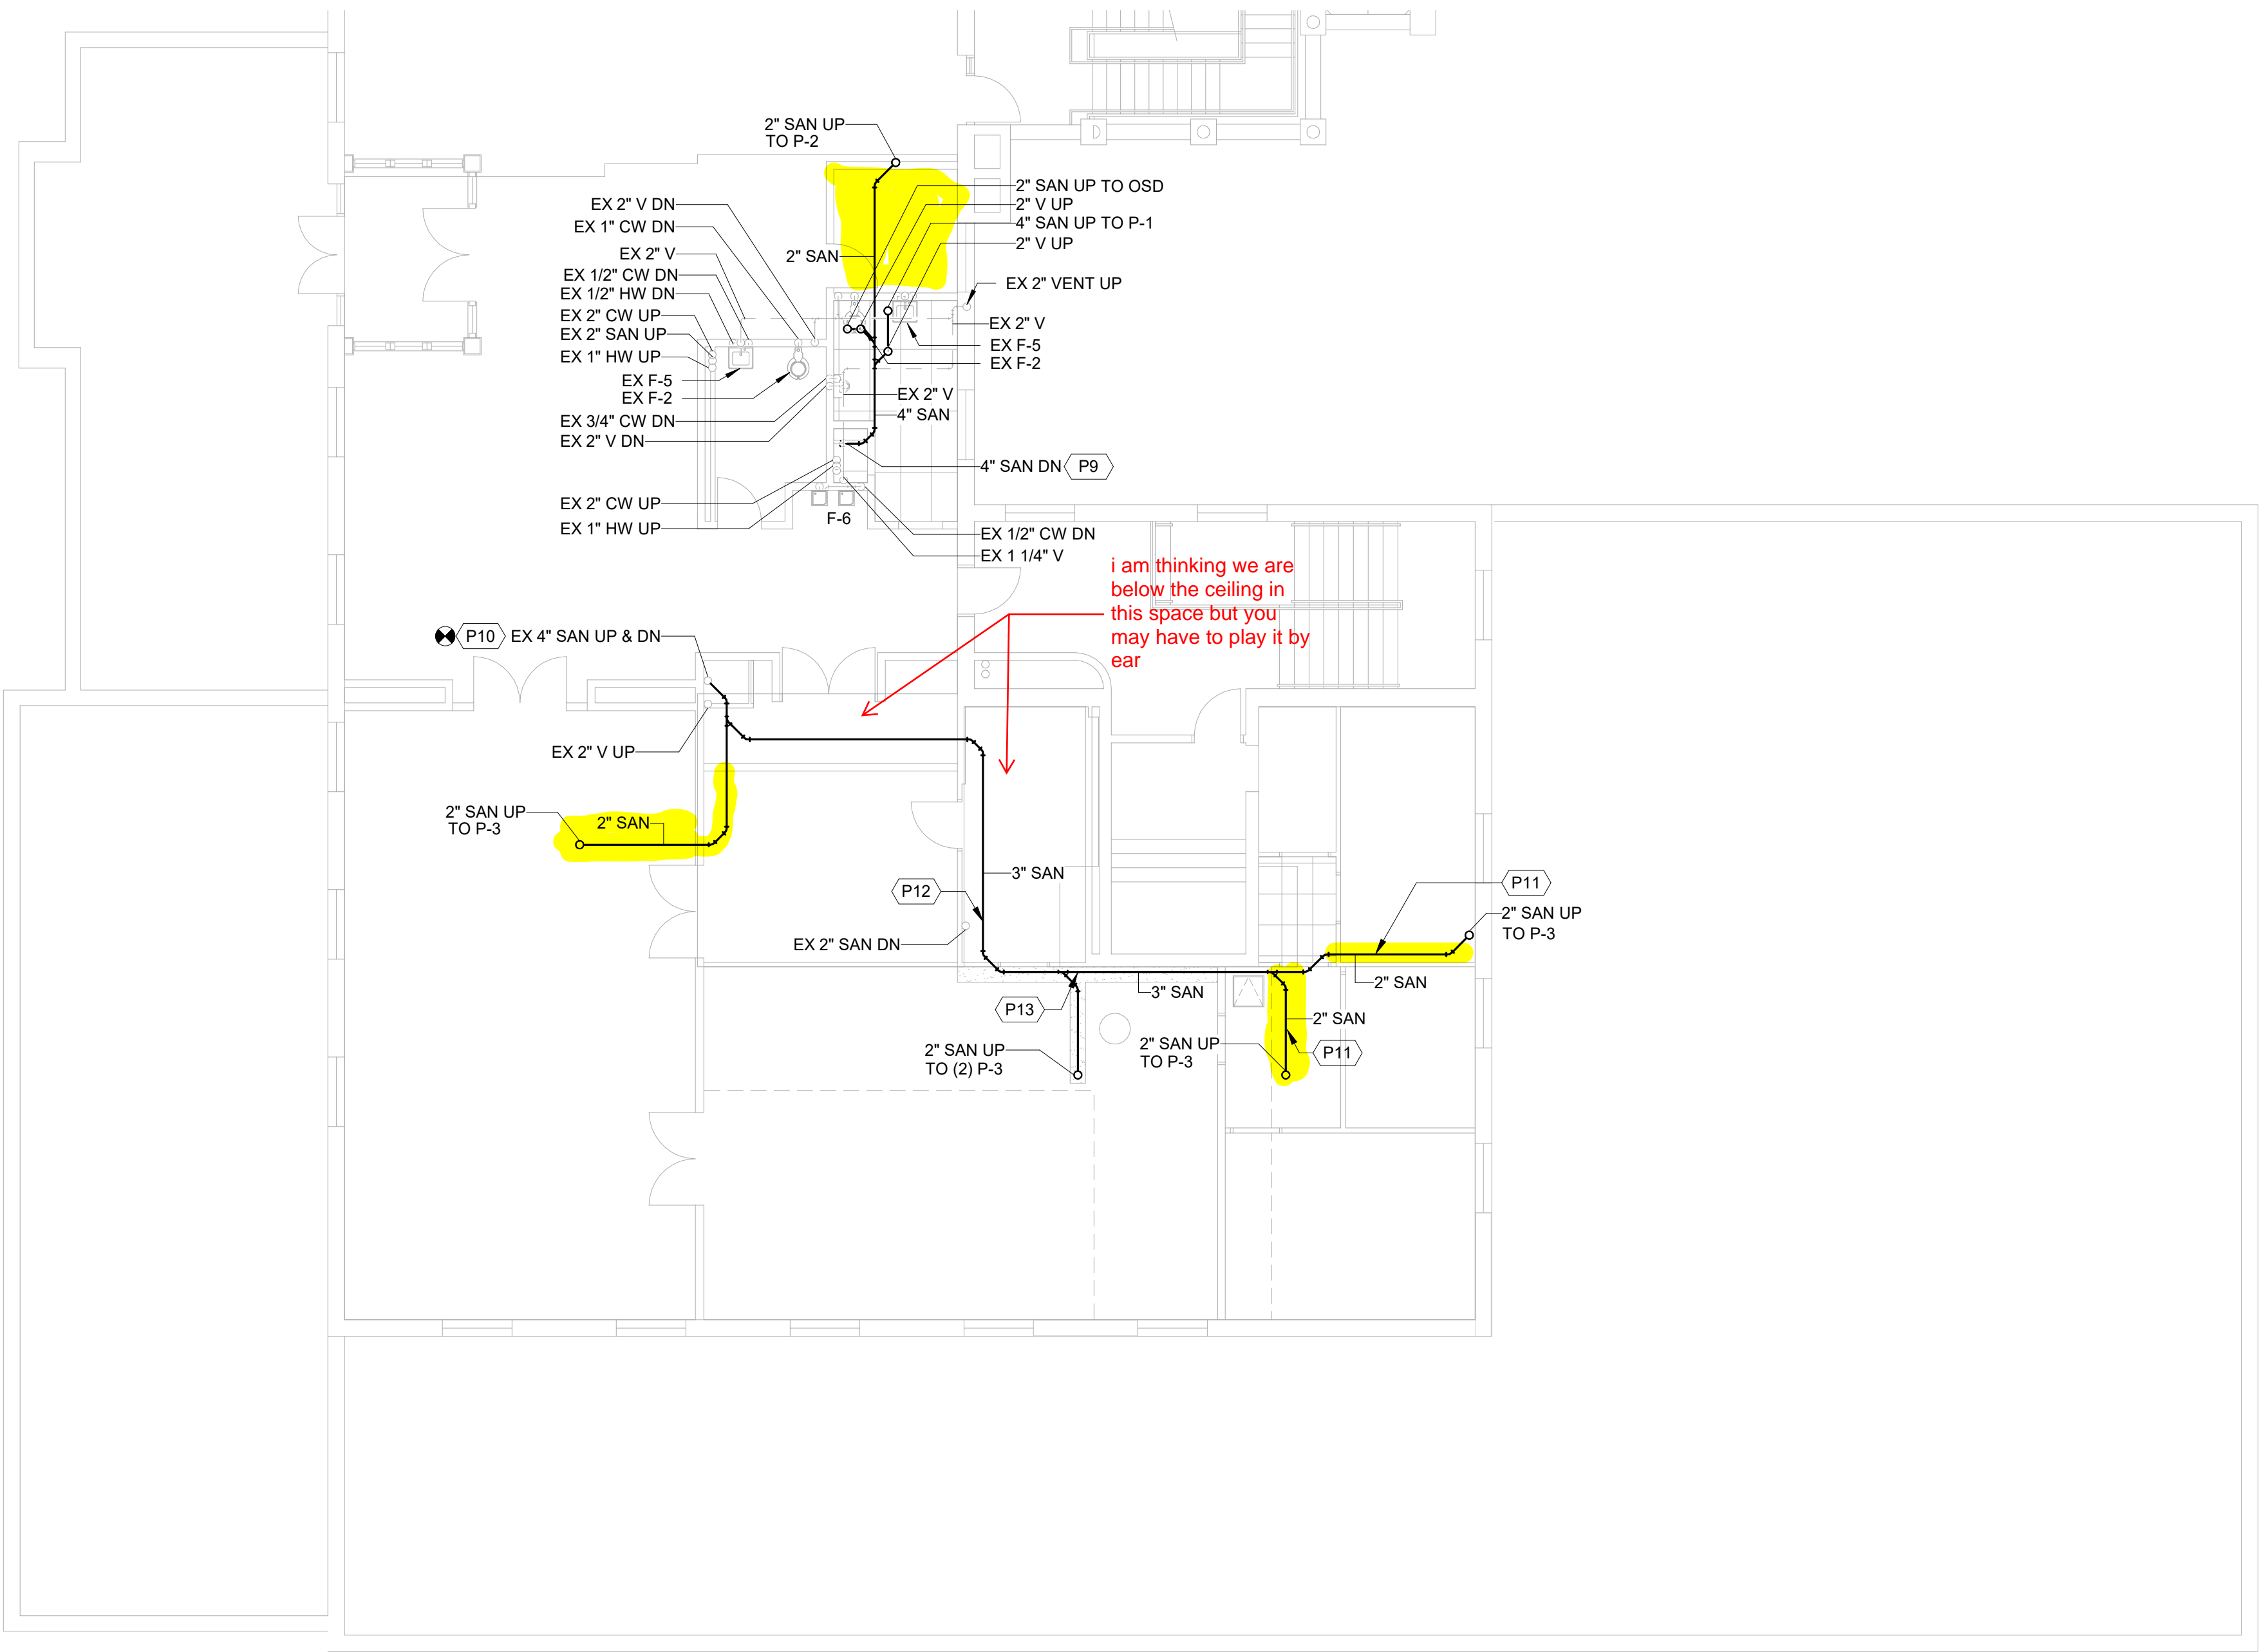 2" SAN UP
TO P-2
2" SAN UP TO OSD
2" V UP
4" SAN UP TO P-1
2" V UP
EX 2" V DN
EX 1" CW DN
EX 2" V
2" SAN
EX 1/2" CW DN
EX 1/2" HW DN
EX 2" CW UP
EX 2" SAN UP
EX 1" HW UP
EX F-5
EX F-2
EX 3/4" CW DN
EX 2" V DN
EX 2" VENT UP
EX 2" V
EX F-5
EX F-2
EX 2" V
4" SAN
4" SAN DN
P9
EX 2" CW UP
EX 1" HW UP
F-6
EX 1/2" CW DN
EX 1 1/4" V
i am thinking we are
below the ceiling in
this space but you
may have to play it by
ear
P10
EX 4" SAN UP & DN
EX 2" V UP
2" SAN UP
TO P-3
2" SAN
3" SAN
P12
EX 2" SAN DN
P11
2" SAN UP
TO P-3
2" SAN
3" SAN
P13
2" SAN
2" SAN UP
TO (2) P-3
2" SAN UP
TO P-3
P11